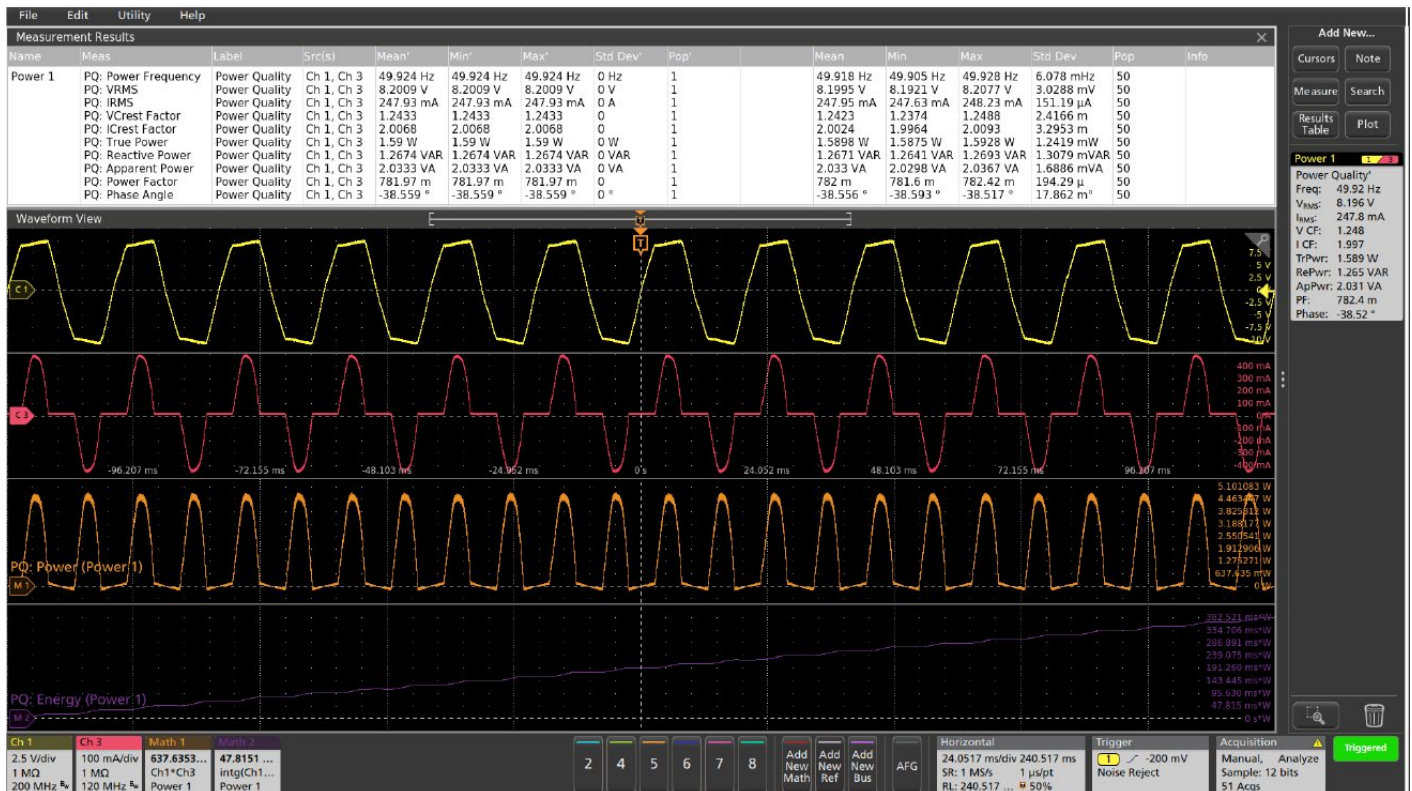 File Edit Utility Help
Measurement Results
Name Meas Label Src(s) Mean' Min' Max' Std Dev' Pop' Mean Min Max Std Dev Pop Info
Power 1 PQ: Power Frequency Power Quality Ch 1, Ch 3 49.924 Hz 49.924 Hz 49.924 Hz 0 Hz 1 49.918 Hz 49.905 Hz 49.928 Hz 6.078 mHz 50
PQ: VRMS Power Quality Ch 1, Ch 3 8.2009 V 8.2009 V 8.2009 V 0 V 1 8.1995 V 8.1921 V 8.2077 V 3.0288 mV 50
PQ: IRMS Power Quality Ch 1, Ch 3 247.93 mA 247.93 mA 247.93 mA 0 A 1 247.95 mA 247.63 mA 248.23 mA 151.19 µA 50
PQ: VCrest Factor Power Quality Ch 1, Ch 3 1.2433 1.2433 1.2433 0 1 1.2423 1.2374 1.2488 2.4166 m 50
PQ: ICrest Factor Power Quality Ch 1, Ch 3 2.0068 2.0068 2.0068 0 1 2.0024 1.9964 2.0093 3.2953 m 50
PQ: True Power Power Quality Ch 1, Ch 3 1.59 W 1.59 W 1.59 W 0 W 1 1.5898 W 1.5875 W 1.5928 W 1.2419 mW 50
PQ: Reactive Power Power Quality Ch 1, Ch 3 1.2674 VAR 1.2674 VAR 1.2674 VAR 0 VAR 1 1.2671 VAR 1.2641 VAR 1.2693 VAR 1.3079 mVAR 50
PQ: Apparent Power Power Quality Ch 1, Ch 3 2.0333 VA 2.0333 VA 2.0333 VA 0 VA 1 2.033 VA 2.0298 VA 2.0367 VA 1.6886 mVA 50
PQ: Power Factor Power Quality Ch 1, Ch 3 781.97 m 781.97 m 781.97 m 0 1 782 m 781.6 m 782.42 m 194.29 µ 50
PQ: Phase Angle Power Quality Ch 1, Ch 3 -38.559 ° -38.559 ° -38.559 ° 0 ° 1 -38.556 ° -38.593 ° -38.517 ° 17.862 m° 50
Waveform View
T
T
7.5
5 V
2.5 V
C 1
-2.5
-5 V
-7.5
-10 V
400 mA
300 mA
200 mA
100 mA
C 3 0 A
-100 mA
-200 mA
-300 mA
-400 mA
-96.207 ms -72.155 ms -48.103 ms -24.052 ms 0 s 24.052 ms 48.103 ms 72.155 ms 96.207 ms
5.101083 W
4.463447 W
3.825812 W
3.188177 W
2.550541 W
1.912906 W
PQ: Power (Power 1) 1.275271 W
637.635 mW
M 1 0 W
382.521 ms*W
334.706 ms*W
286.891 ms*W
239.075 ms*W
191.260 ms*W
143.445 ms*W
PQ: Energy (Power 1) 95.630 ms*W
47.815 ms*W
M 2 0 s*W
Add New...
Cursors Note
Measure Search
Results Table Plot
Power 1 1 3
Power Quality'
Freq: 49.92 Hz
VRMS: 8.196 V
IRMS: 247.8 mA
V CF: 1.248
I CF: 1.997
TrPwr: 1.589 W
RePwr: 1.265 VAR
ApPwr: 2.031 VA
PF: 782.4 m
Phase: -38.52 °
Ch 1
2.5 V/div
1 MΩ
200 MHz Bw
Ch 3
100 mA/div
1 MΩ
120 MHz Bw
Math 1
637.6353...
Ch1*Ch3
Power 1
Math 2
47.8151 ...
intg(Ch1...
Power 1
2 4 5 6 7 8
Add New Math
Add New Ref
Add New Bus
AFG
Horizontal
24.0517 ms/div 240.517 ms
SR: 1 MS/s 1 µs/pt
RL: 240.517 ... 50%
Trigger
1 -200 mV
Noise Reject
Acquisition
Manual, Analyze
Sample: 12 bits
51 Acqs
Triggered